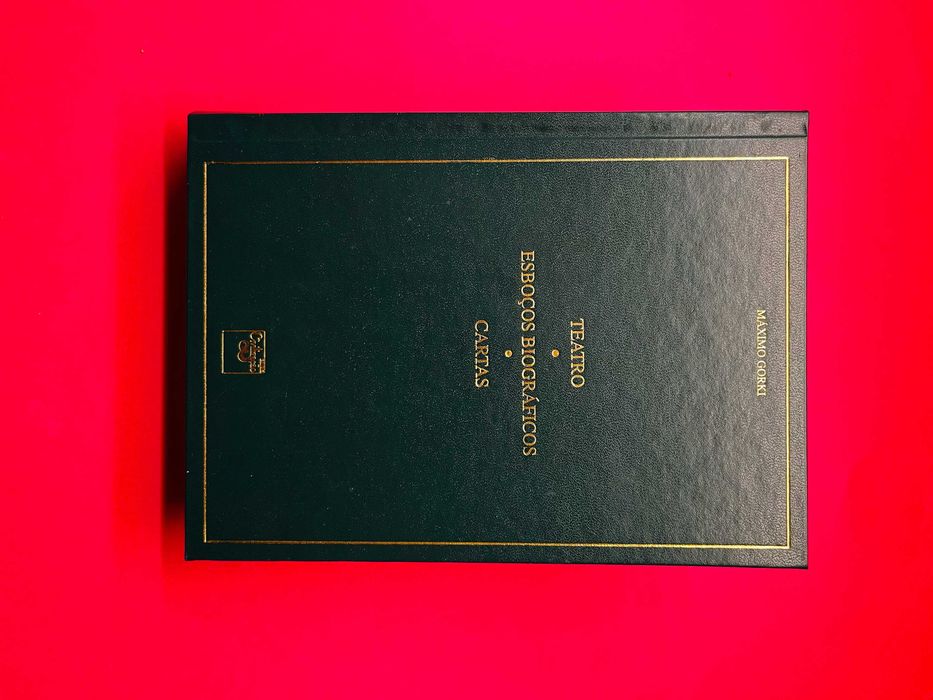 MÁXIMO GORKI
TEATRO
ESBOÇOS BIOGRÁFICOS
CARTAS